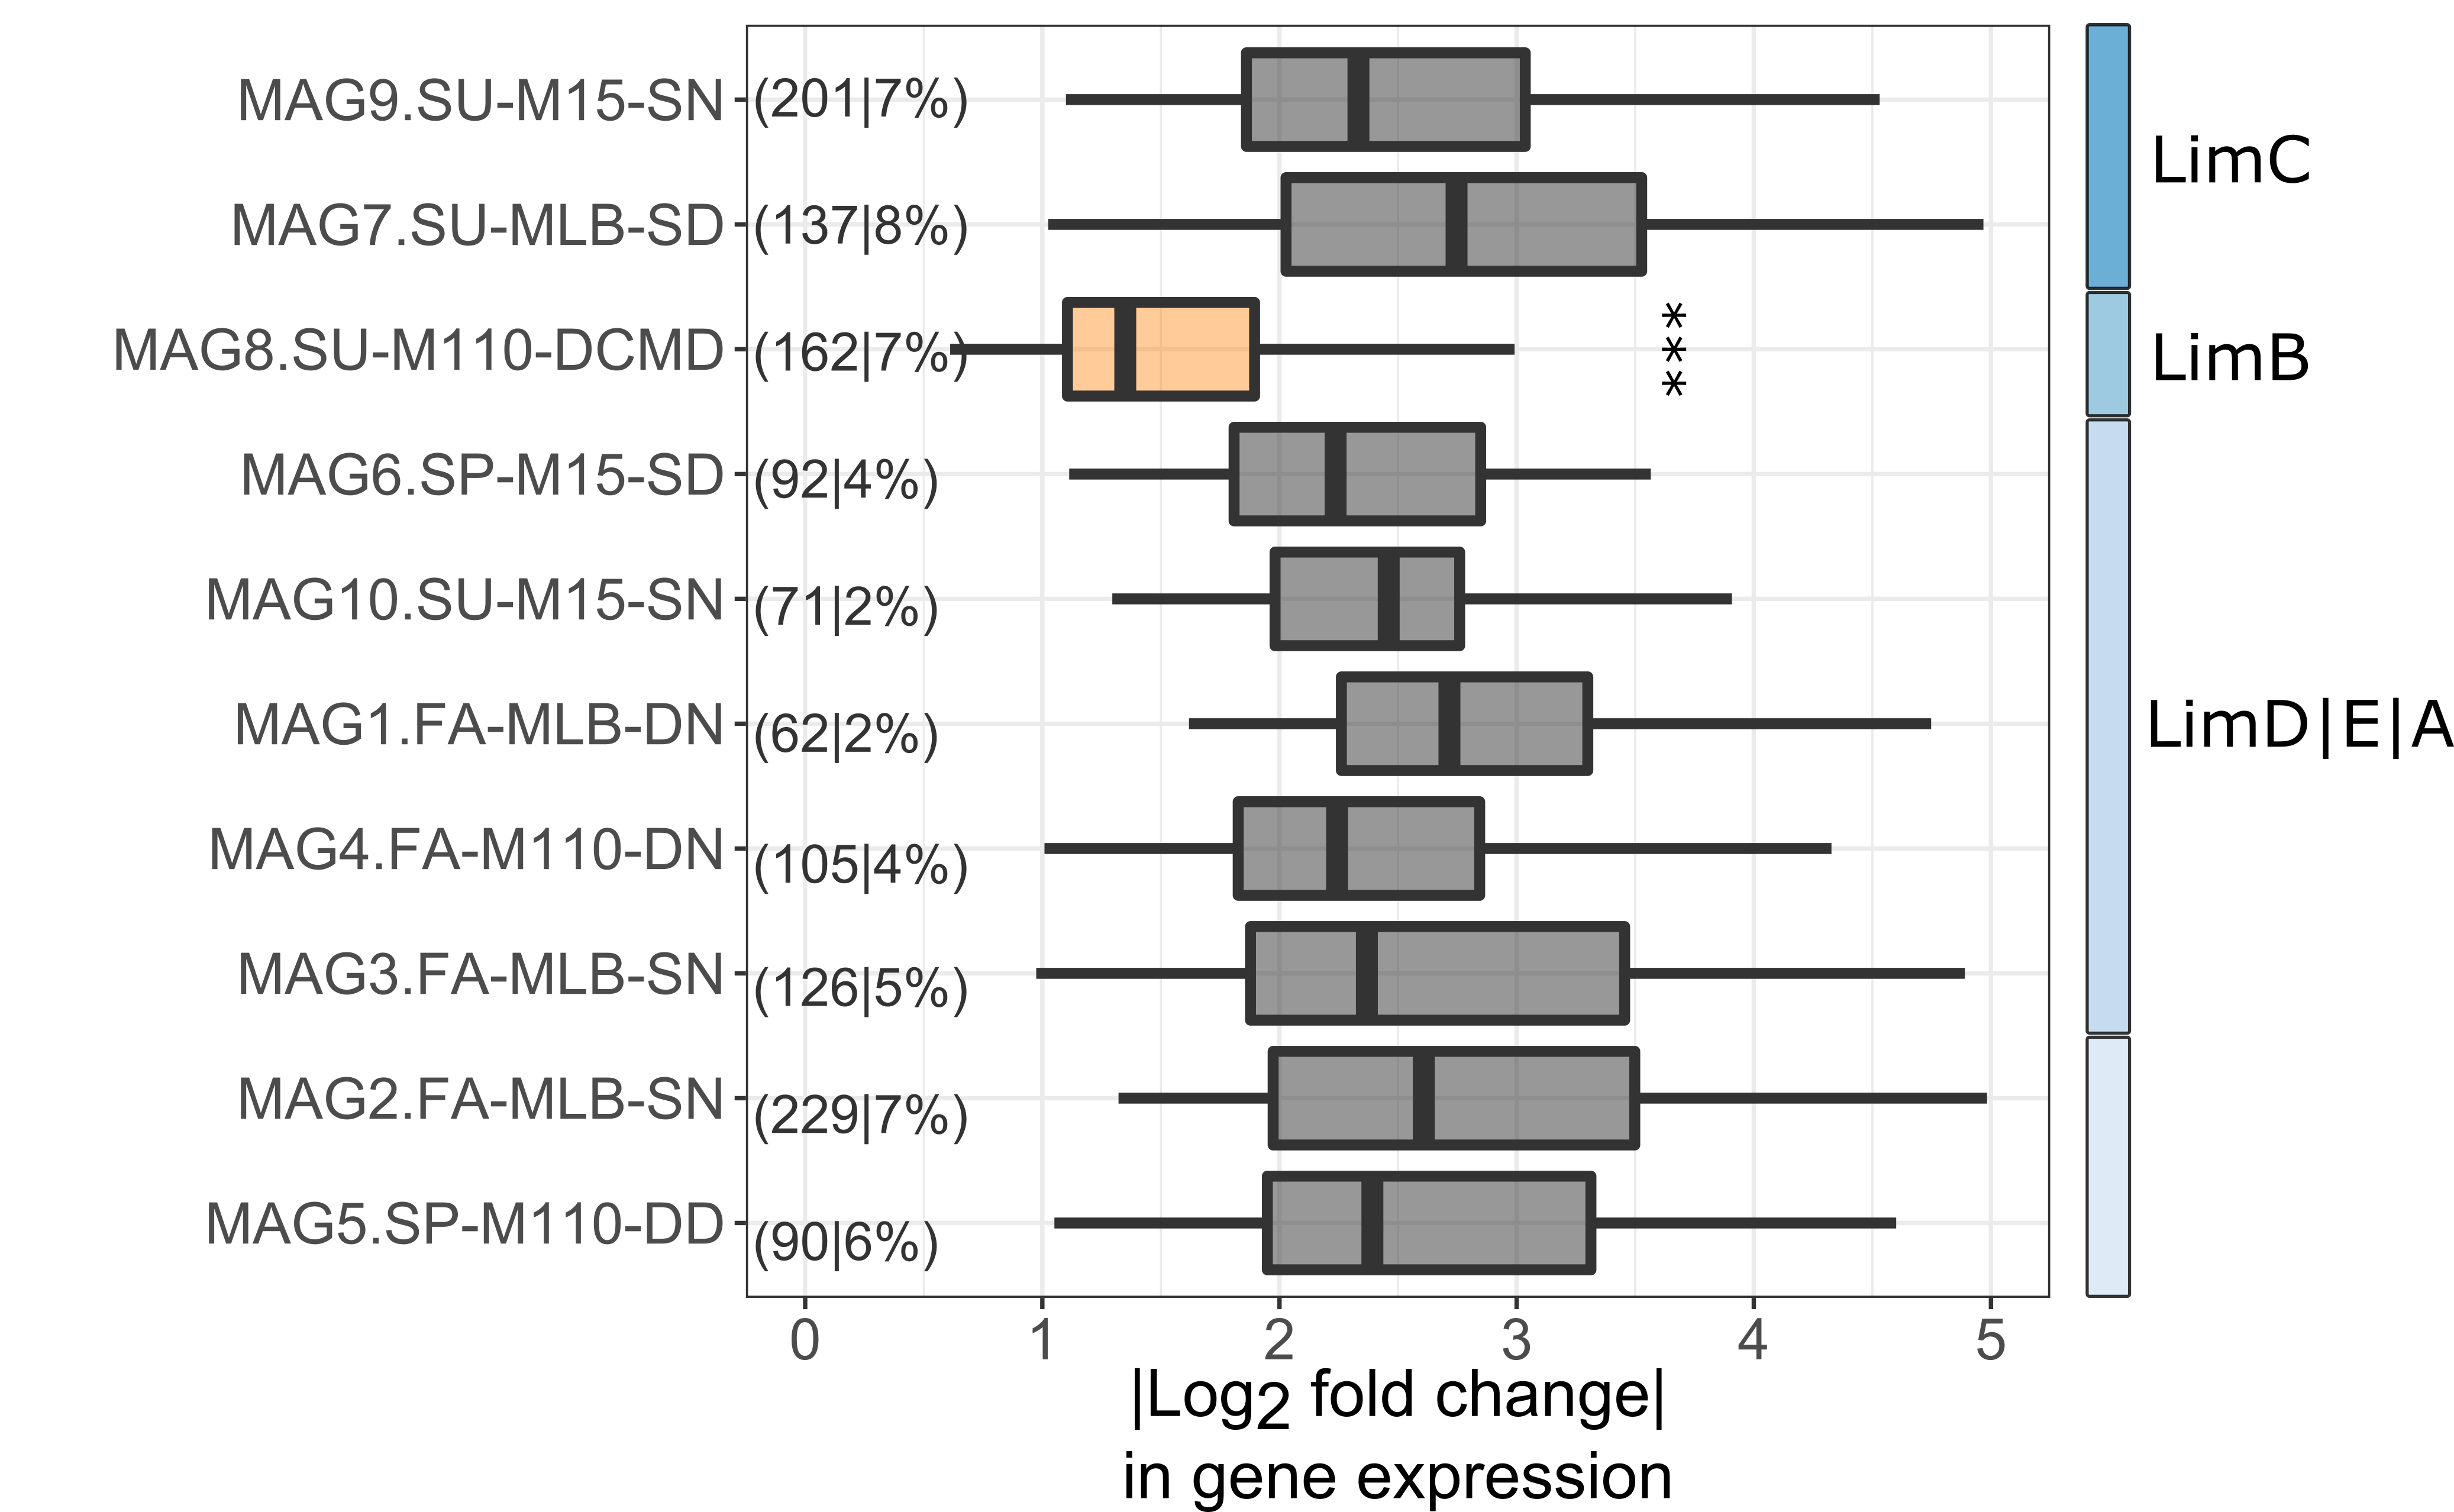 MAG9.SU-M15-SN (201|7%)
MAG7.SU-MLB-SD (137|8%)
LimC
MAG8.SU-M110-DCMD (162|7%) ***
LimB
MAG6.SP-M15-SD (92|4%)
MAG10.SU-M15-SN (71|2%)
MAG1.FA-MLB-DN (62|2%)
LimD|E|A
MAG4.FA-M110-DN (105|4%)
MAG3.FA-MLB-SN (126|5%)
MAG2.FA-MLB-SN (229|7%)
MAG5.SP-M110-DD (90|6%)
0 1 2 3 4 5
|Log2 fold change|
in gene expression